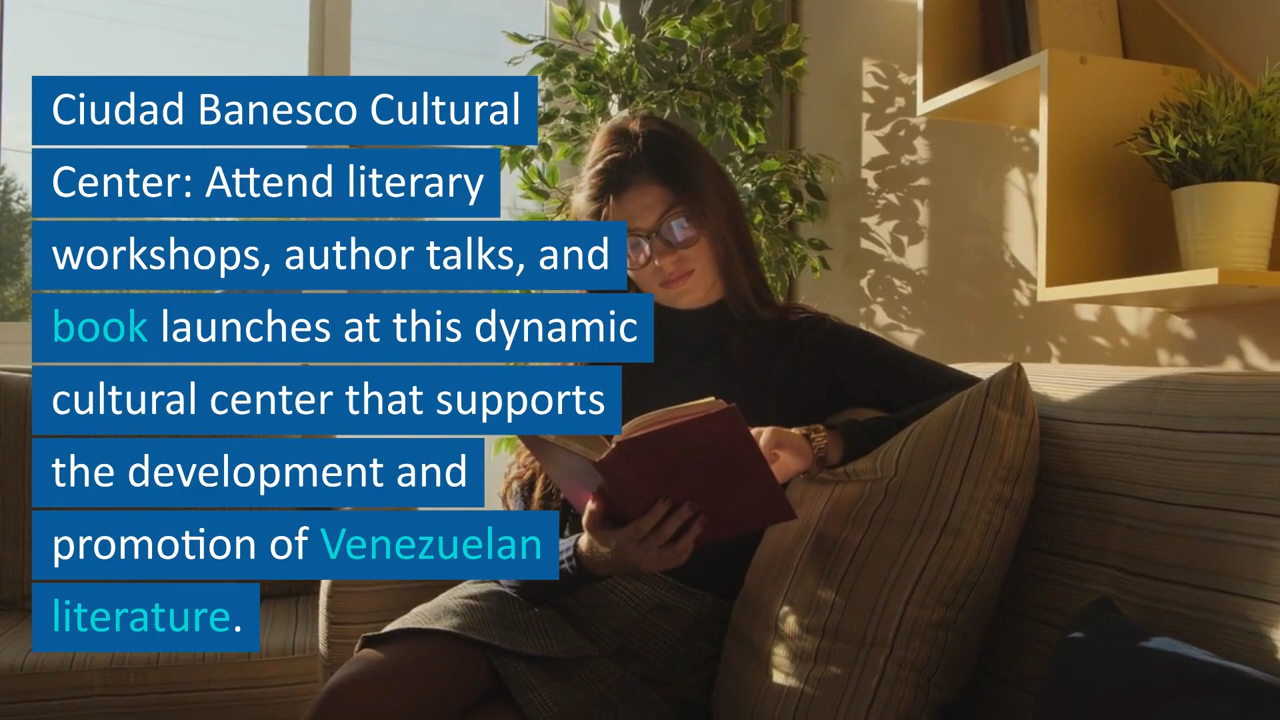 Ciudad Banesco Cultural
Center: Attend literary
workshops, author talks, and
book launches at this dynamic
cultural center that supports
the development and
promotion of Venezuelan
literature.